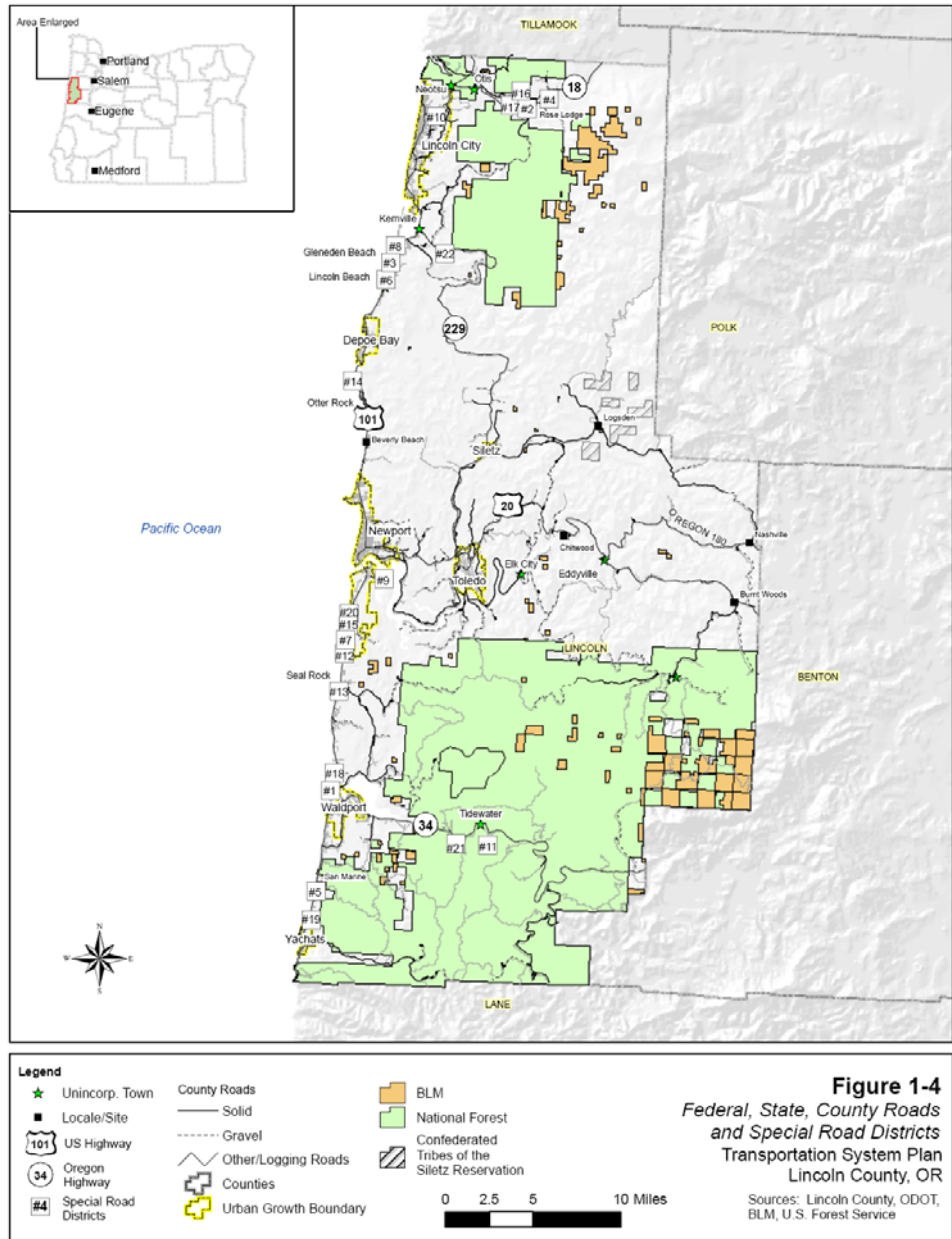 Area Enlarged
Portland
Salem
Eugene
Medford
TILLAMOOK
Neotsu
Otis
18
#16
#4
#17
#2
Rose Lodge
#10
Lincoln City
Kernville
#8
Gleneden Beach
#22
#3
Lincoln Beach
#6
229
POLK
Depoe Bay
#14
Otter Rock
101
Logsden
Beverly Beach
Siletz
20
OREGON 180
Pacific Ocean
Newport
Chitwood
Nashville
Elk City
Eddyville
#9
Toledo
Burnt Woods
#20
#15
#7
#12
LINCOLN
BENTON
Seal Rock
#13
#18
#1
Waldport
Tidewater
34
#21
#11
San Marine
#5
#19
Yachats
N
W
E
S
LANE
Legend
Unincorp. Town
Locale/Site
101 US Highway
34 Oregon
Highway
#4 Special Road
Districts
County Roads
Solid
Gravel
Other/Logging Roads
Counties
Urban Growth Boundary
BLM
National Forest
Confederated
Tribes of the
Siletz Reservation
0 2.5 5 10 Miles
Figure 1-4
Federal, State, County Roads
and Special Road Districts
Transportation System Plan
Lincoln County, OR
Sources: Lincoln County, ODOT,
BLM, U.S. Forest Service